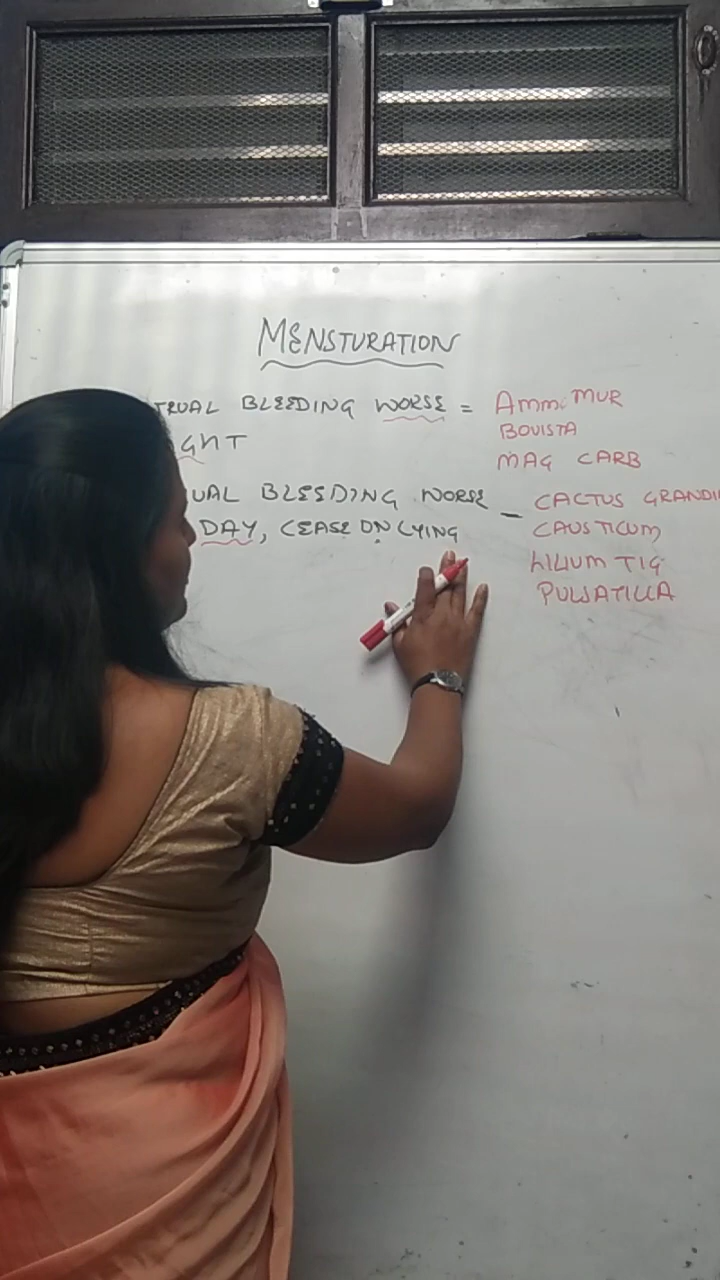 MENSTURATION
TRUAL BLEEDING WORSE = AMM. MUR
GHT BOVISTA
MAG CARB
UAL BLEEDING WORSE - CACTUS GRANDI
DAY, CEASE ON LYING CAUSTICUM
LILIUM TIG
PULSATILLA